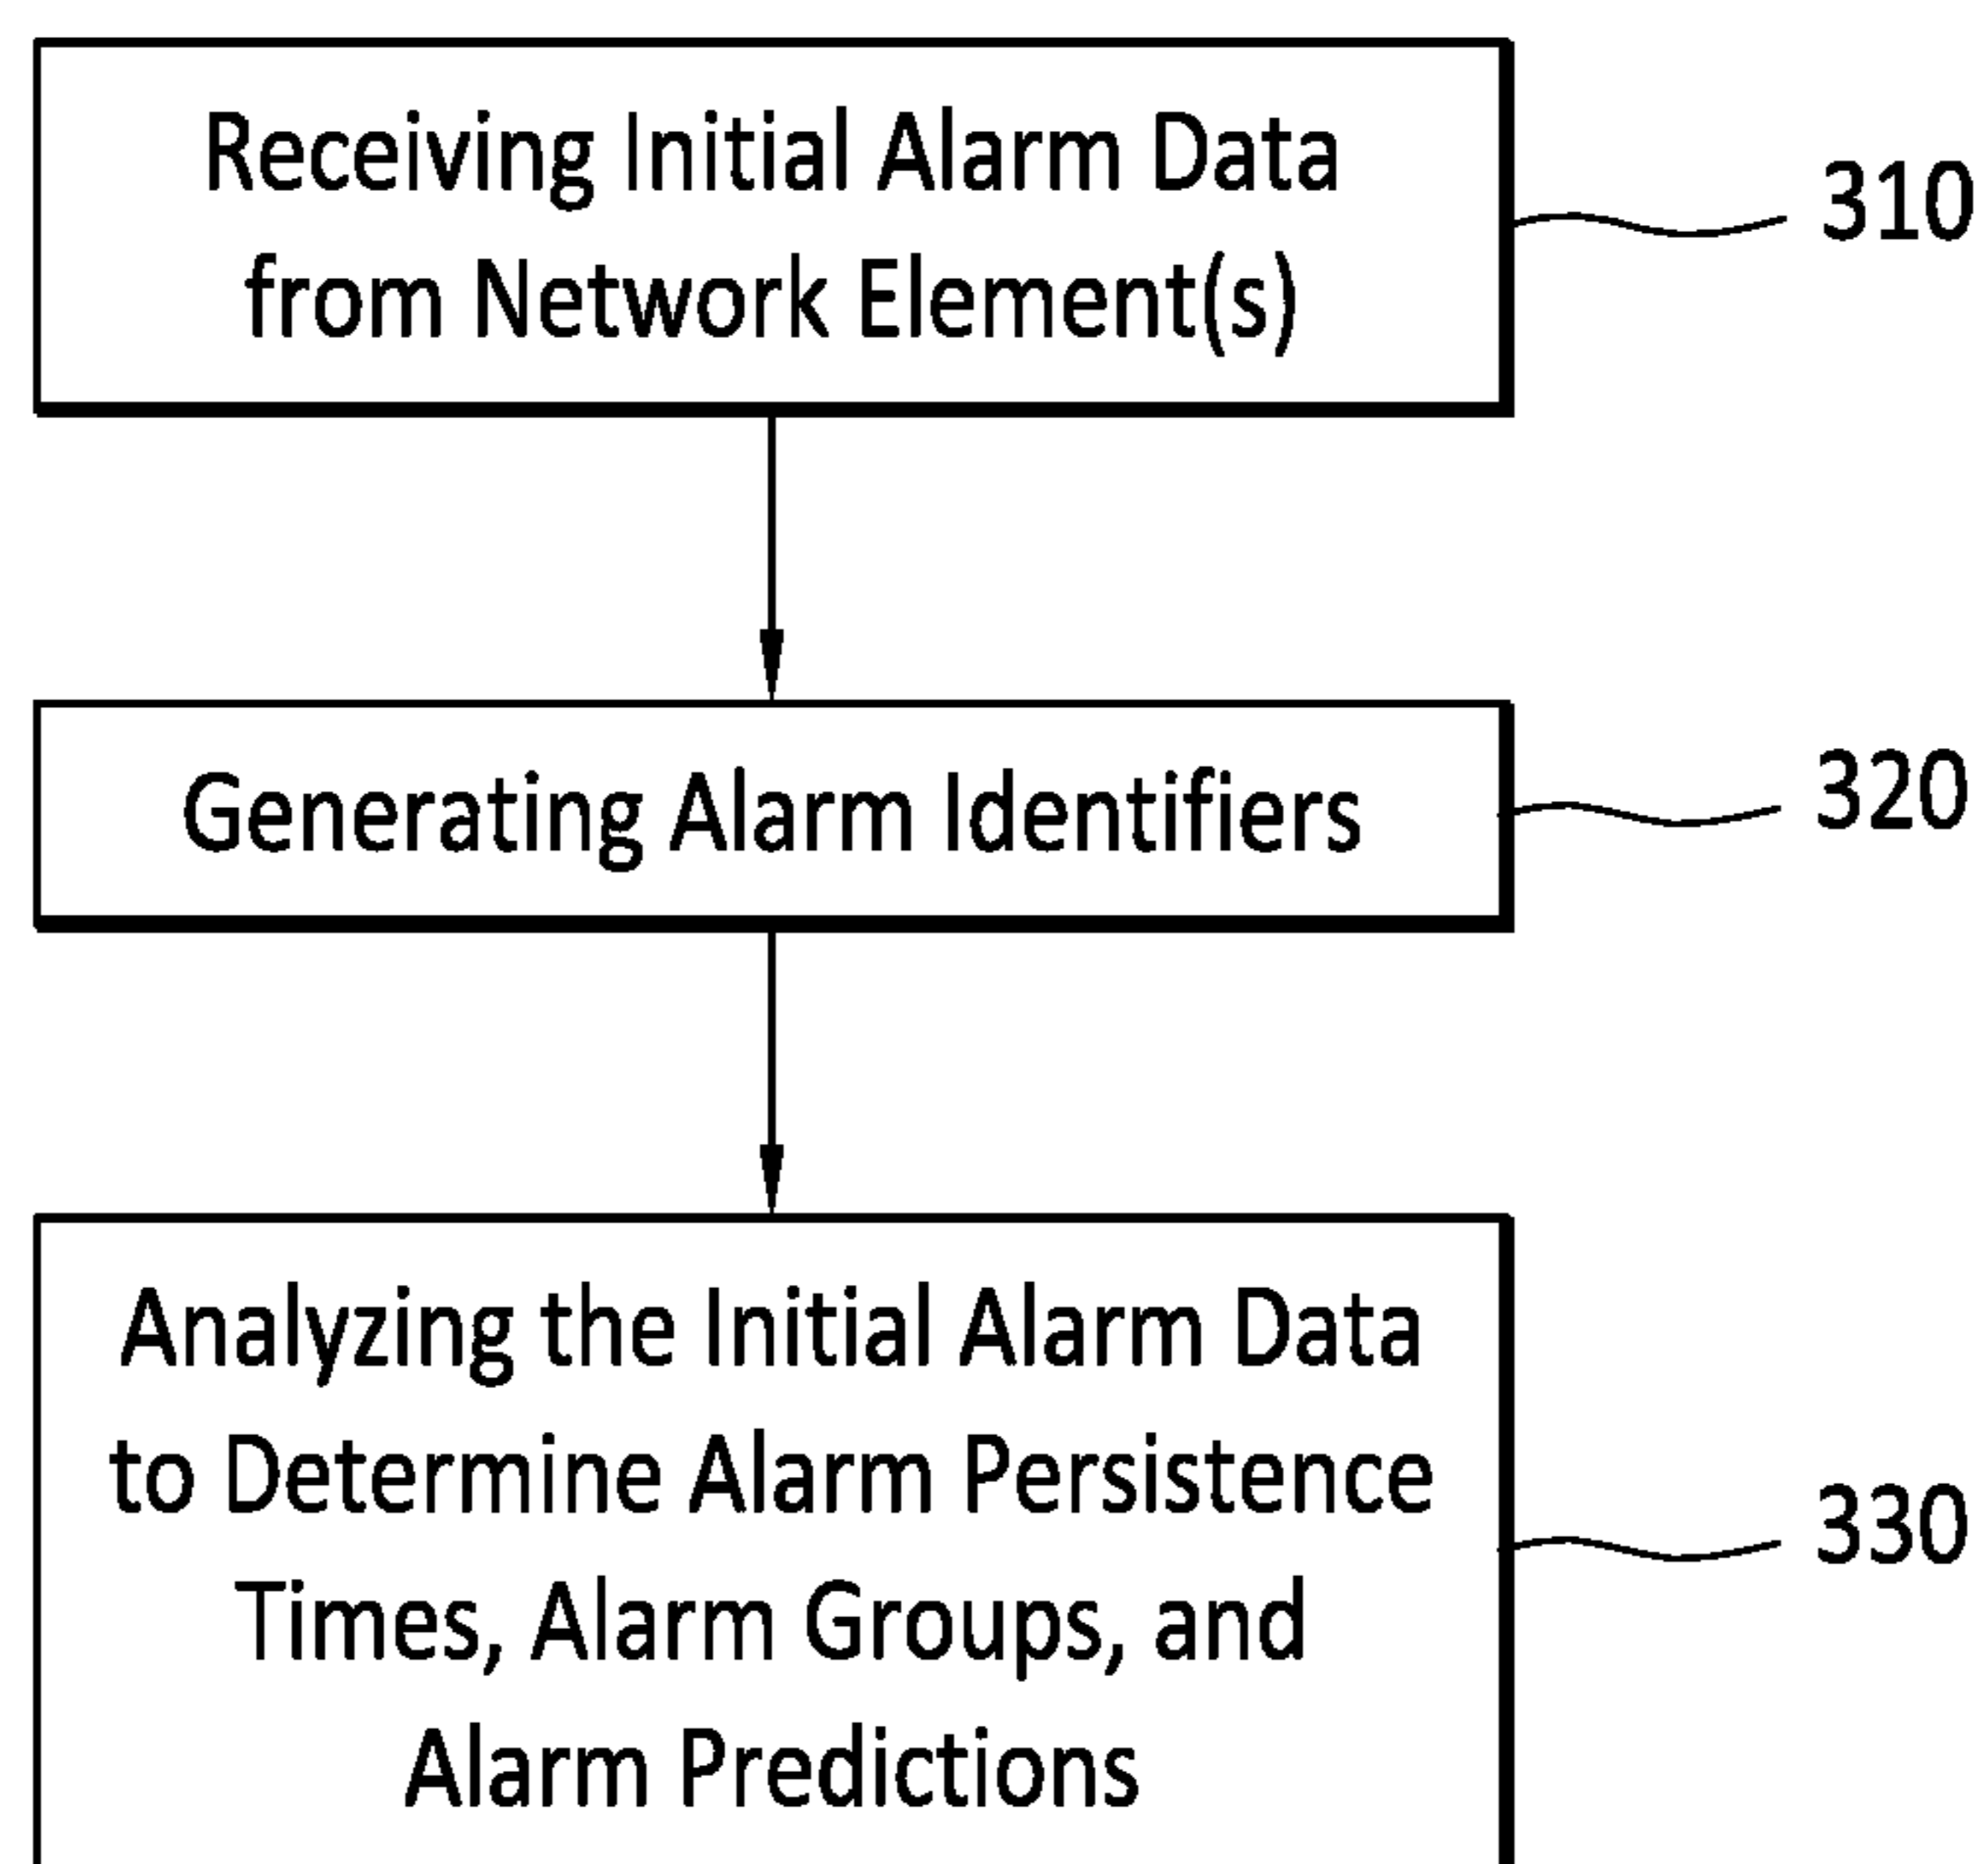 Receiving Initial Alarm Data
from Network Element(s)
310
Generating Alarm Identifiers
320
Analyzing the Initial Alarm Data
to Determine Alarm Persistence
Times, Alarm Groups, and
Alarm Predictions
330